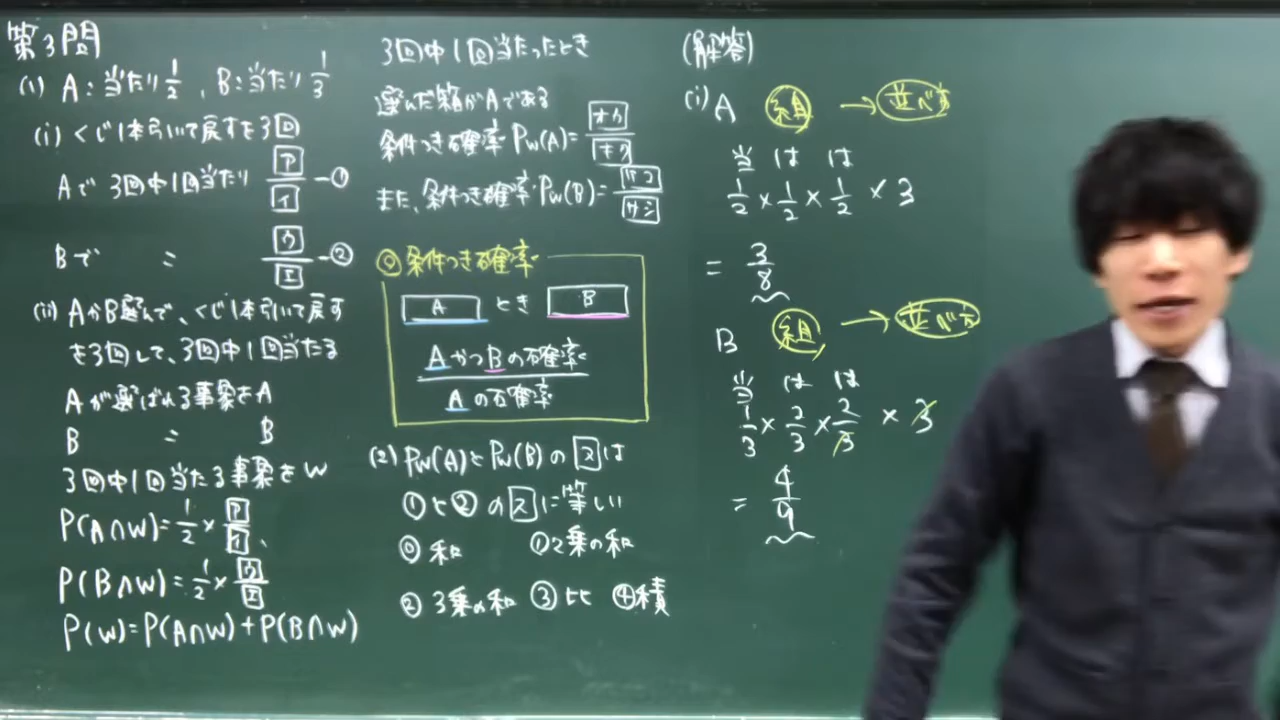 第3問
(1) A:当たり 1/2 , B:当たり 1/3
(i) くじ1本引いて戻すを3回
Aで 3回中1回当たり ア/イ -①
Bで 〃 ウ/エ -②
(ii) AかB選んで、くじ1本引いて戻す
を3回して、3回中1回当たる
Aが選ばれる事象をA
B 〃 B
3回中1回当たる事象をW
P(A∩W)=1/2×ア/イ、
P(B∩W)=1/2×ウ/エ
P(W)=P(A∩W)+P(B∩W)
3回中1回当たったとき
選んだ箱がAである
条件つき確率 Pw(A)=オカ/キク
また、条件つき確率 Pw(B)=ケコ/サシ
◎条件つき確率
A とき B
AかつBの確率
Aの確率
(2) Pw(A)とPw(B)のスは
①と②のスに等しい
⓪ 和 ① 2乗の和
② 3乗の和 ③ 比 ④ 積
(解答)
(i) A 組 → 並べ方
当 は は
1/2 × 1/2 × 1/2 × 3
= 3/8
B 組 → 並べ方
当 は は
1/3 × 2/3 × 2/3 × 3
= 4/9